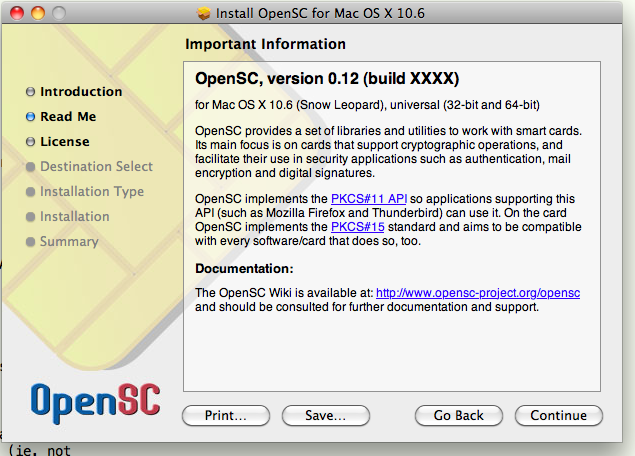 Install OpenSC for Mac OS X 10.6
Important Information
Introduction
Read Me
License
Destination Select
Installation Type
Installation
Summary
OpenSC, version 0.12 (build XXXX)
for Mac OS X 10.6 (Snow Leopard), universal (32-bit and 64-bit)
OpenSC provides a set of libraries and utilities to work with smart cards.
Its main focus is on cards that support cryptographic operations, and
facilitate their use in security applications such as authentication, mail
encryption and digital signatures.
OpenSC implements the PKCS#11 API so applications supporting this
API (such as Mozilla Firefox and Thunderbird) can use it. On the card
OpenSC implements the PKCS#15 standard and aims to be compatible
with every software/card that does so, too.
Documentation:
The OpenSC Wiki is available at: http://www.opensc-project.org/opensc
and should be consulted for further documentation and support.
OpenSC
Print...
Save...
Go Back
Continue
(ie. not